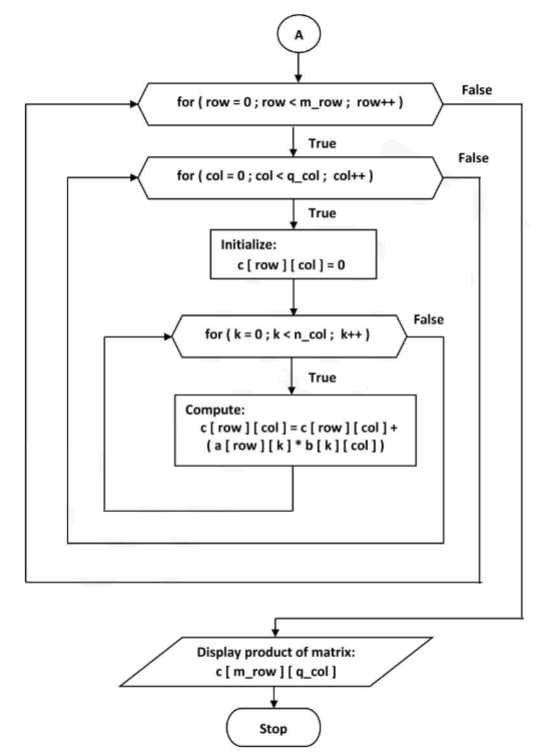 A
for ( row = 0 ; row < m_row ; row++ )
False
True
for ( col = 0 ; col < q_col ; col++ )
False
True
Initialize:
c [ row ] [ col ] = 0
for ( k = 0 ; k < n_col ; k++ )
False
True
Compute:
c [ row ] [ col ] = c [ row ] [ col ] +
( a [ row ] [ k ] * b [ k ] [ col ] )
Display product of matrix:
c [ m_row ] [ q_col ]
Stop